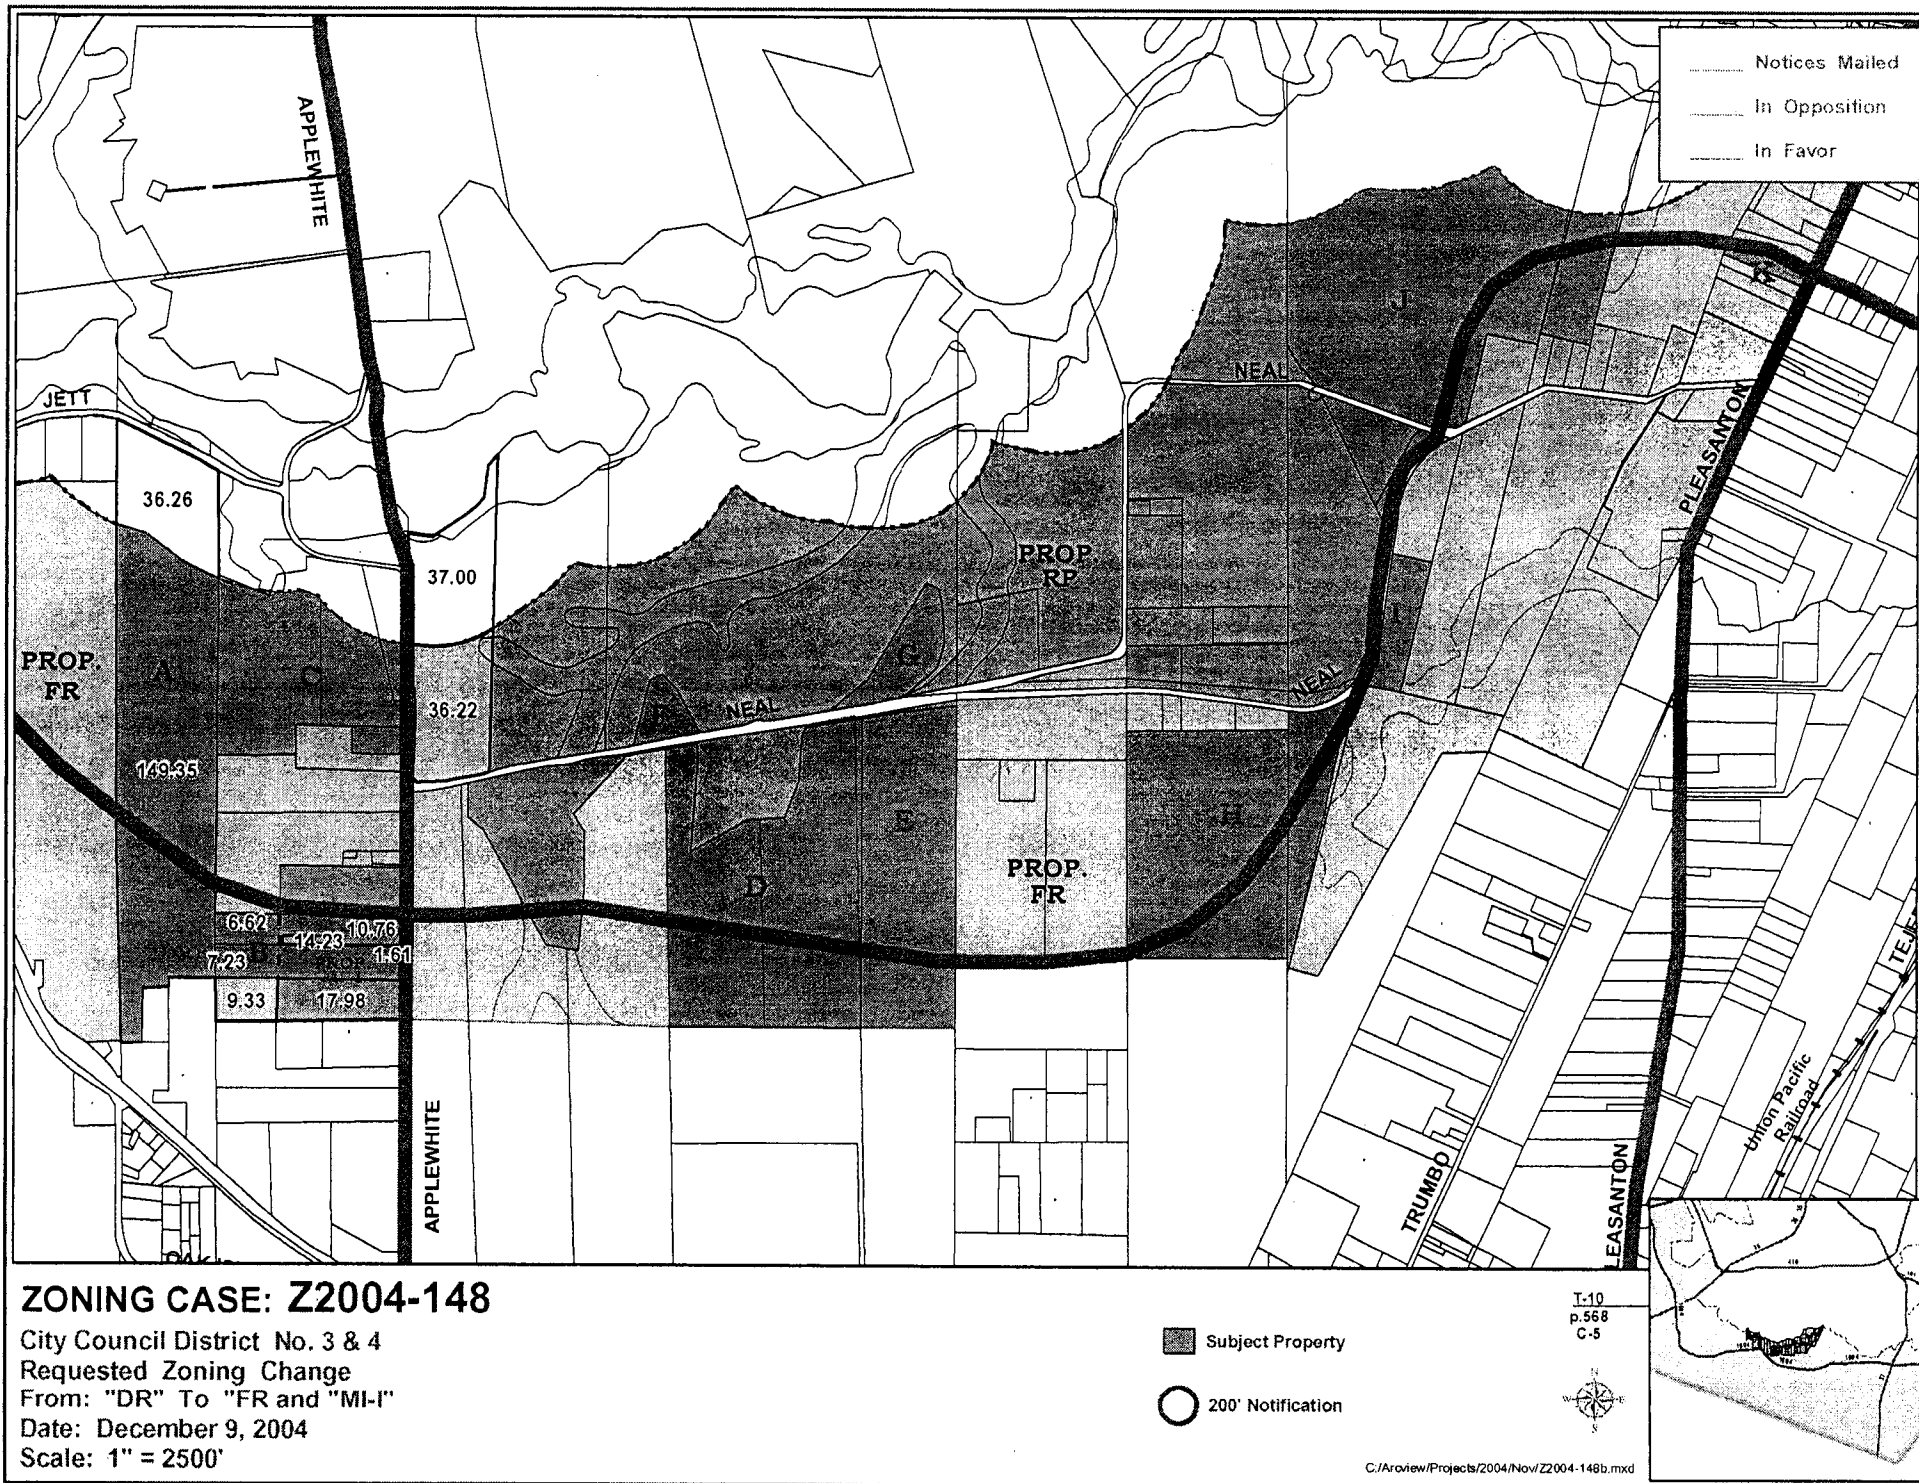 Notices Mailed
In Opposition
In Favor
APPLEWHITE
JETT
36.26
37.00
NEAL
PLEASANTON
J
PROP.
RP
PROP.
FR
A
C
G
I
36.22
NEAL
NEAL
149.35
E
H
D
PROP.
FR
6.62
10.76
14.23
7.23
B
1.61
PROP
9.33
17.98
APPLEWHITE
TRUMBO
LEASANTON
Union Pacific
Railroad
ZONING CASE: Z2004-148
City Council District No. 3 & 4
Requested Zoning Change
From: "DR" To "FR and "MI-I"
Date: December 9, 2004
Scale: 1" = 2500'
Subject Property
200' Notification
T-10
p.568
C-5
N
W
E
S
C:/Arcview/Projects/2004/Nov/Z2004-148b.mxd